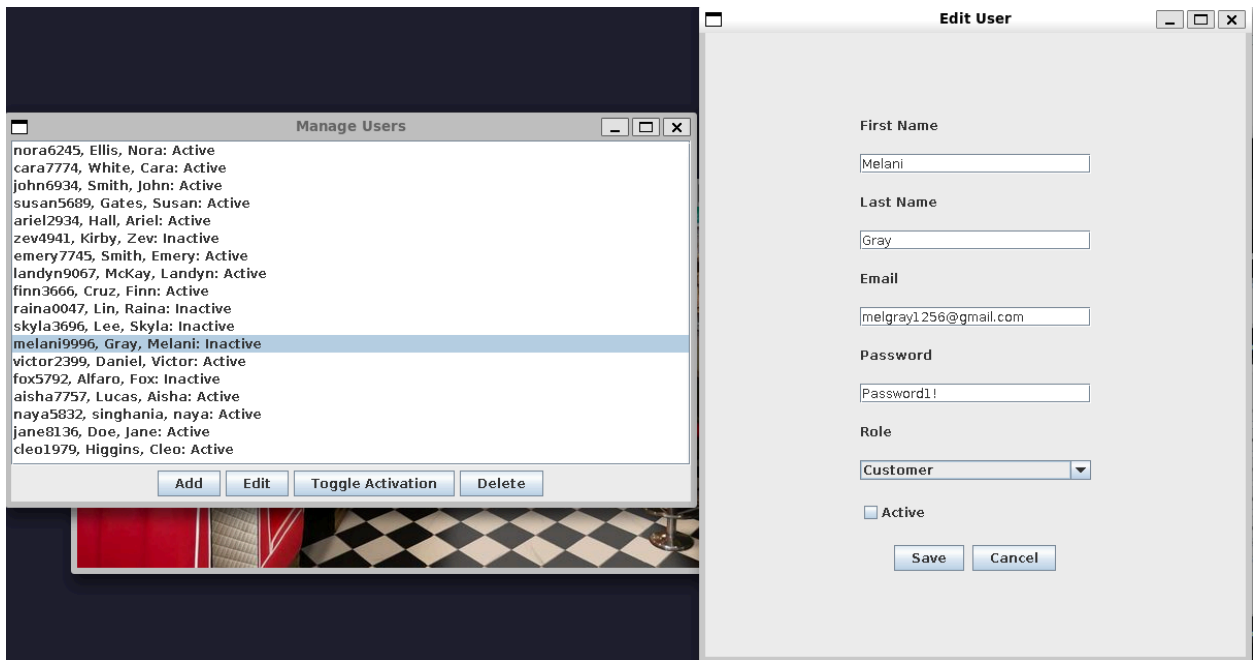 Manage Users
nora6245, Ellis, Nora: Active
cara7774, White, Cara: Active
john6934, Smith, John: Active
susan5689, Gates, Susan: Active
ariel2934, Hall, Ariel: Active
zev4941, Kirby, Zev: Inactive
emery7745, Smith, Emery: Active
landyn9067, McKay, Landyn: Active
finn3666, Cruz, Finn: Active
raina0047, Lin, Raina: Inactive
skyla3696, Lee, Skyla: Inactive
melani9996, Gray, Melani: Inactive
victor2399, Daniel, Victor: Active
fox5792, Alfaro, Fox: Inactive
aisha7757, Lucas, Aisha: Active
naya5832, singhania, naya: Active
jane8136, Doe, Jane: Active
cleo1979, Higgins, Cleo: Active
Add Edit Toggle Activation Delete
Edit User
First Name
Melani
Last Name
Gray
Email
melgray1256@gmail.com
Password
Password1!
Role
Customer
Active
Save Cancel